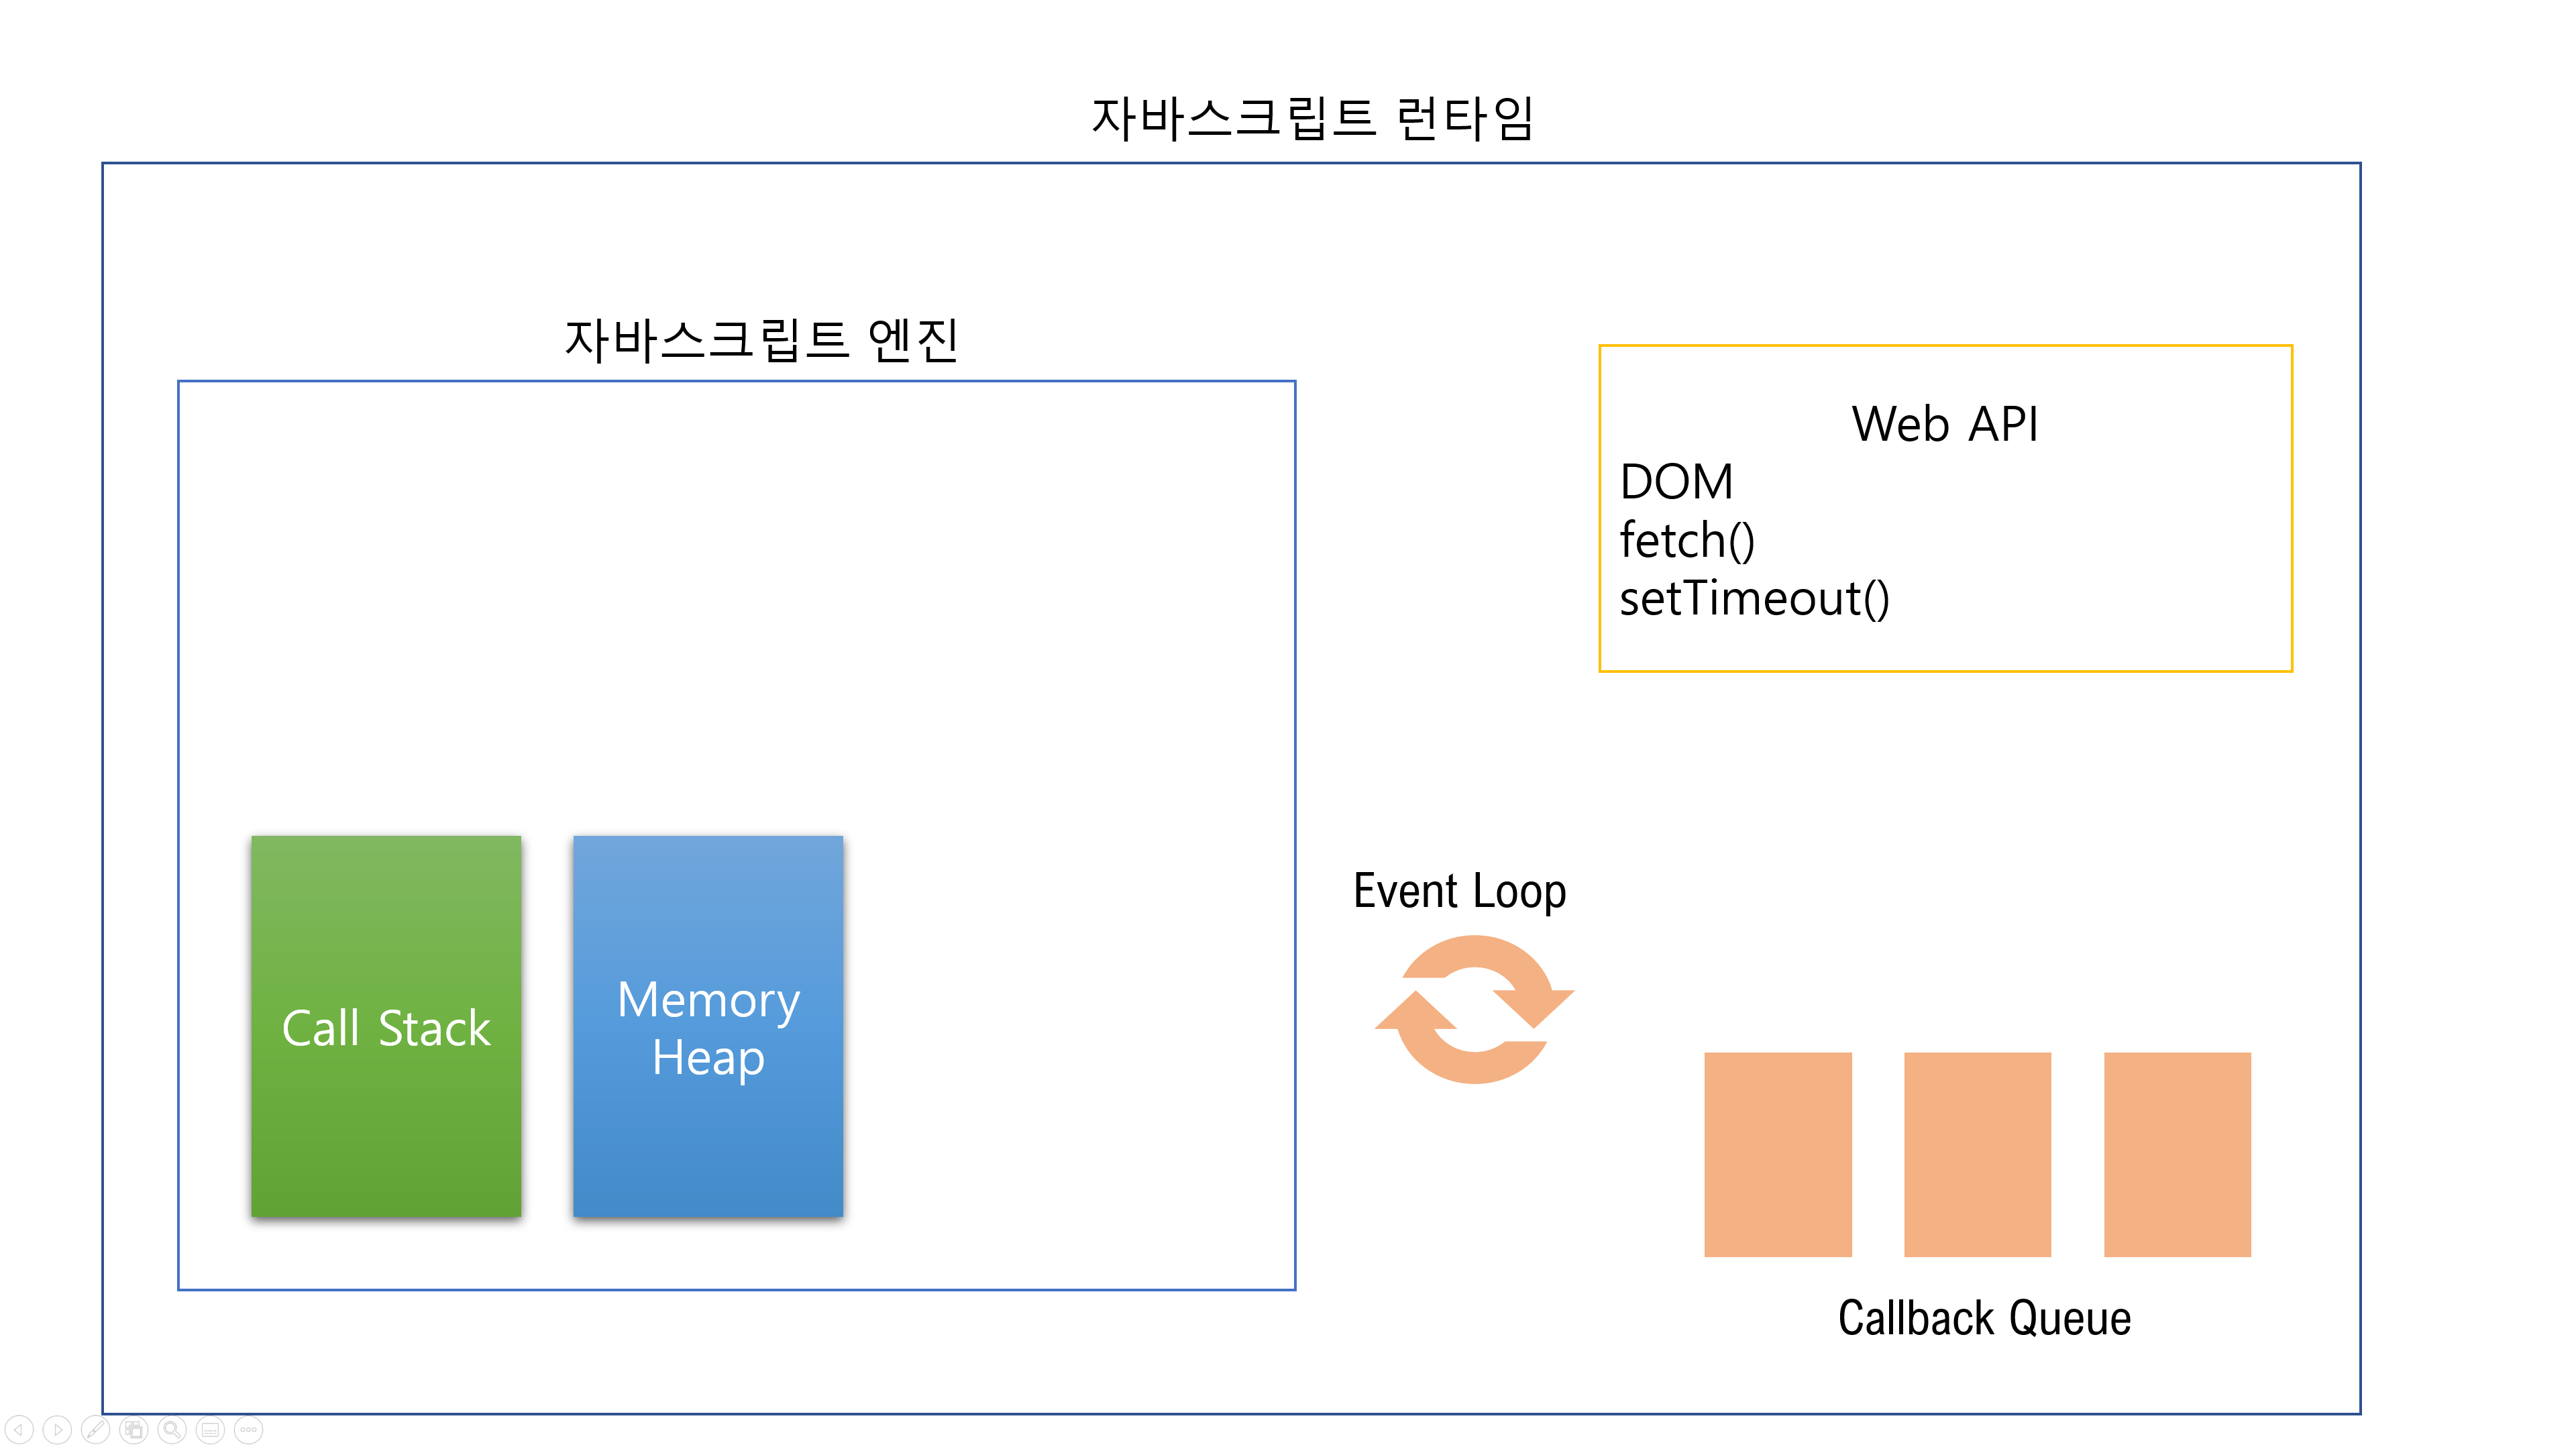 자바스크립트 런타임
자바스크립트 엔진
Web API
DOM
fetch()
setTimeout()
Call Stack
Memory
Heap
Event Loop
Callback Queue